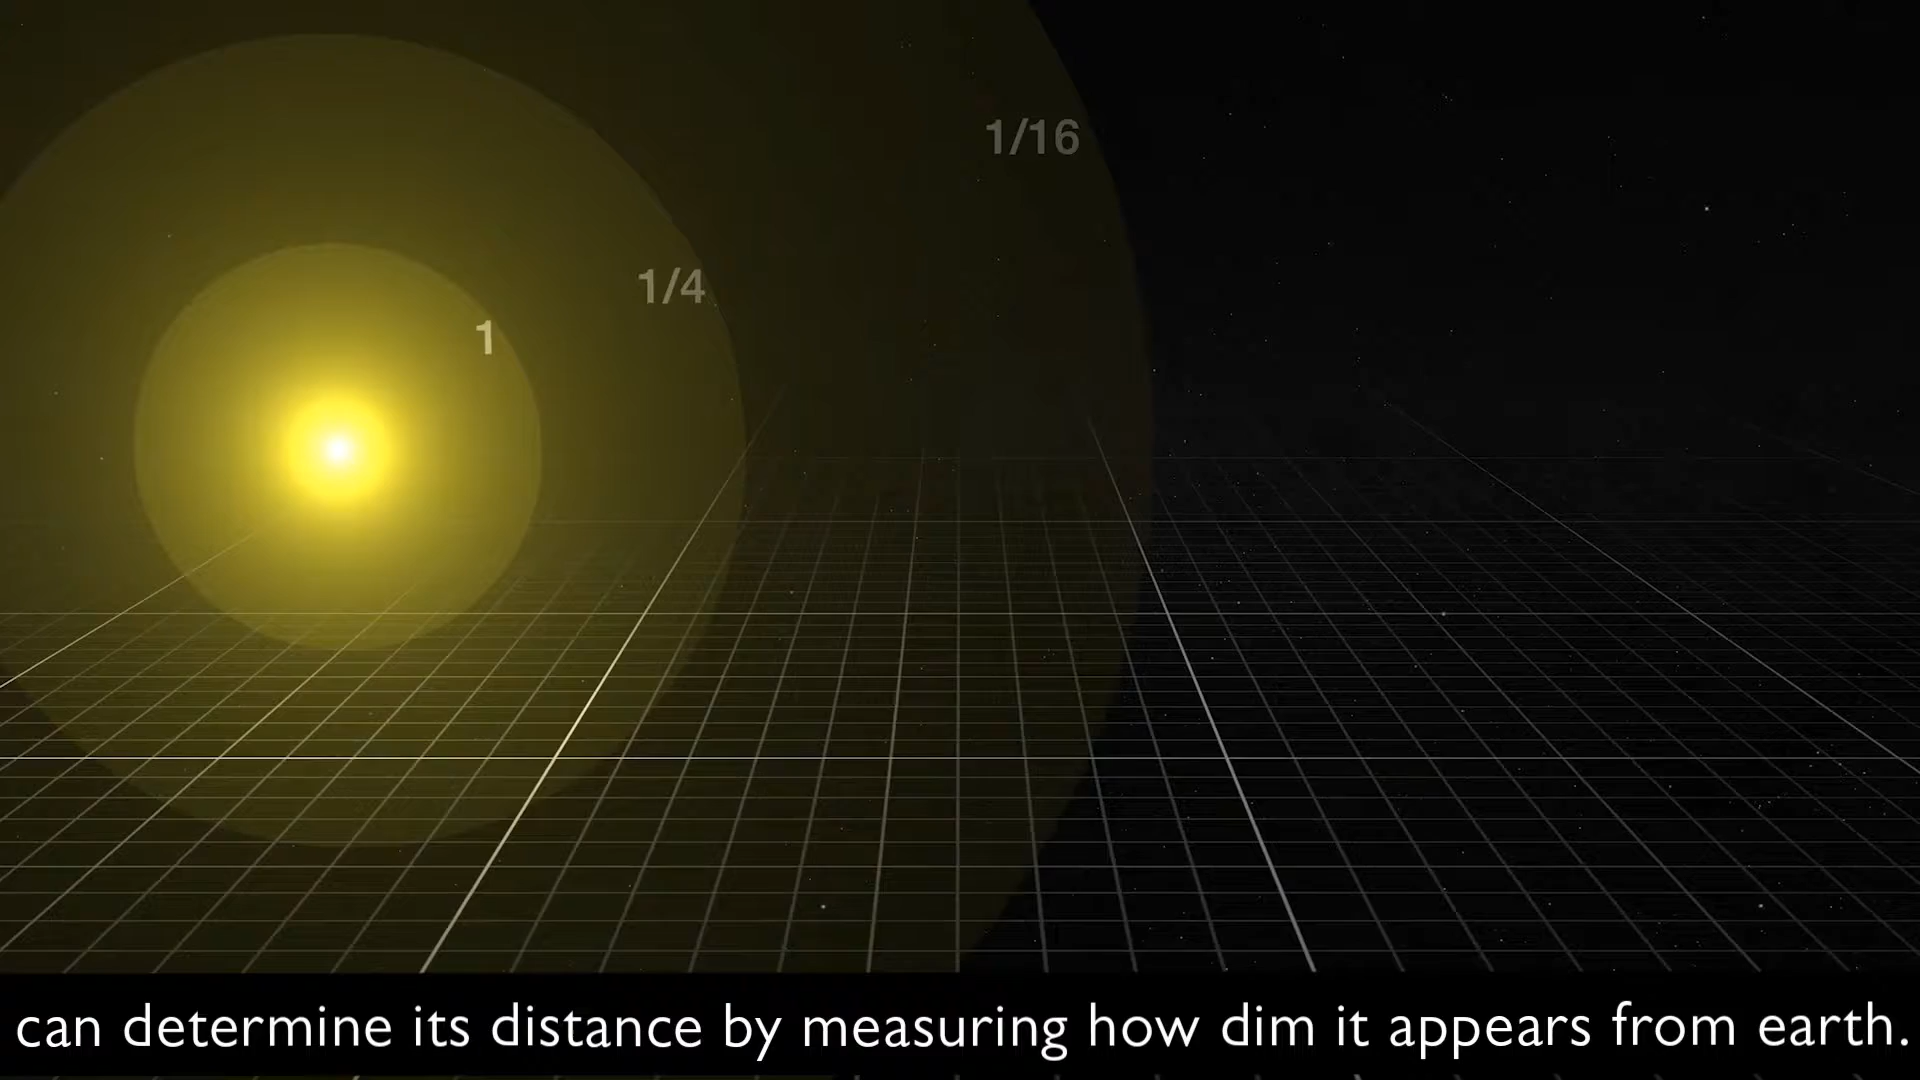 1/16
1/4
1
can determine its distance by measuring how dim it appears from earth.